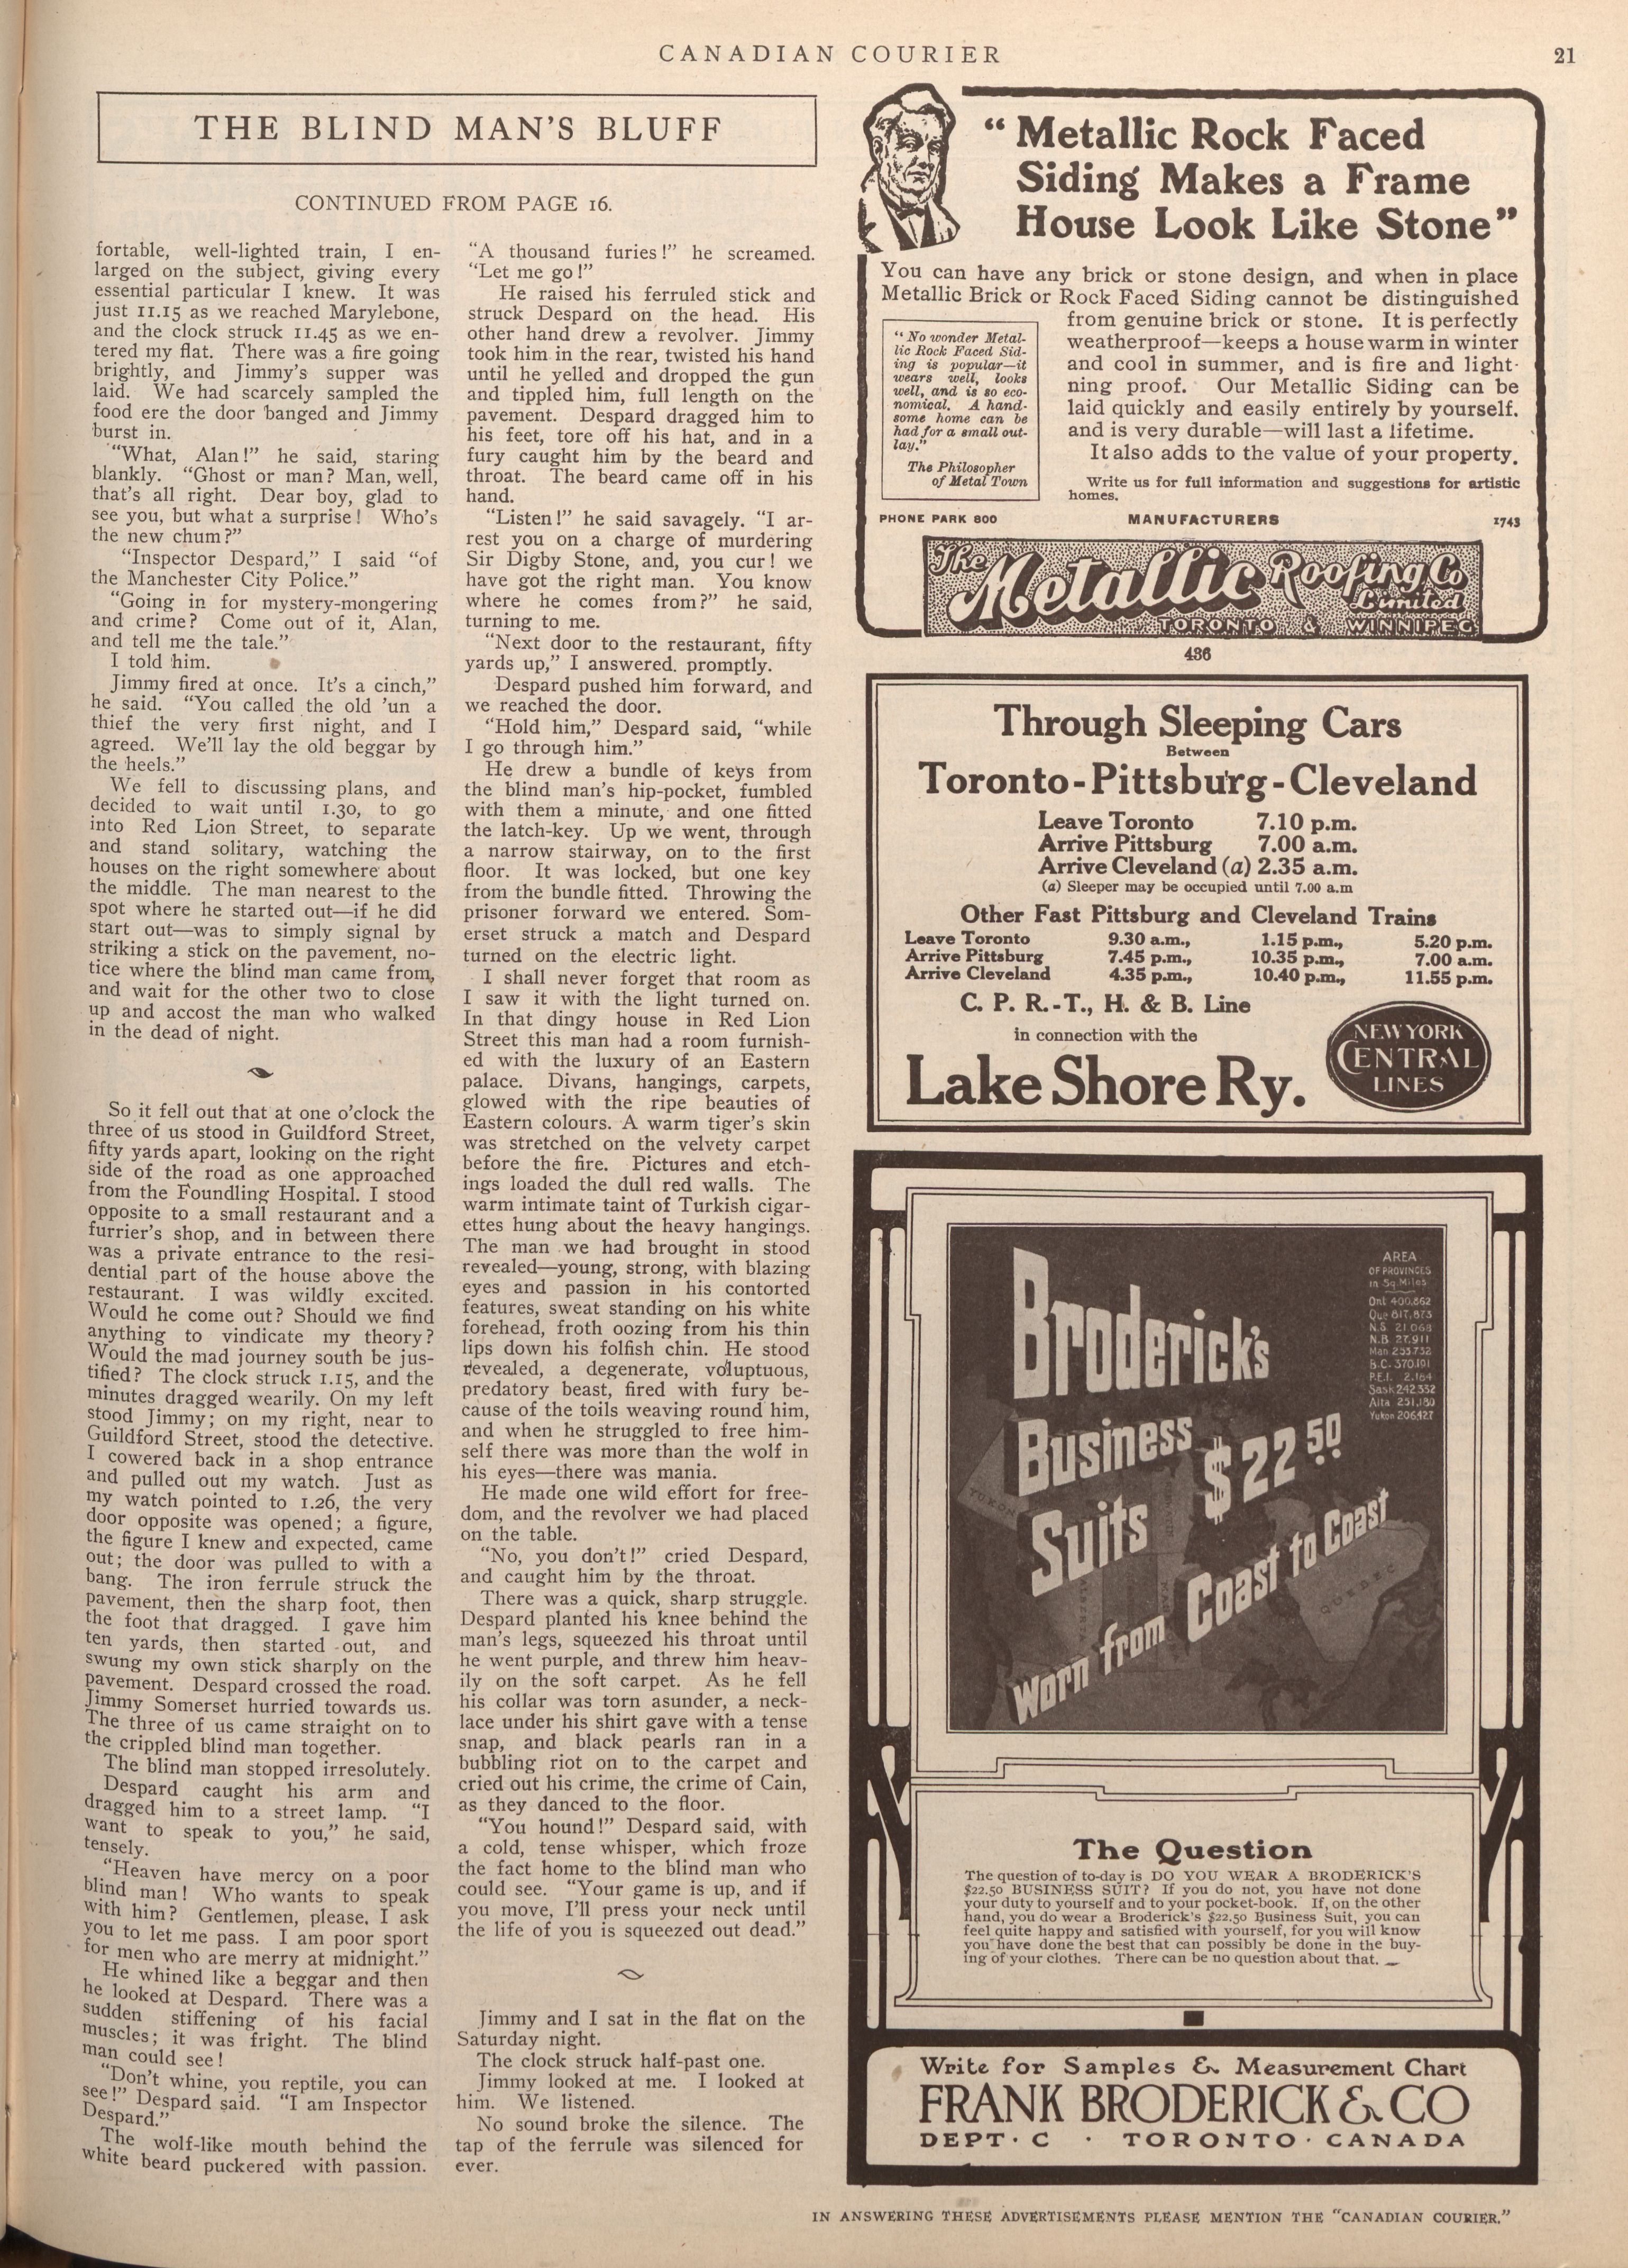 CANADIAN COURIER
21
THE BLIND MAN'S BLUFF
CONTINUED FROM PAGE 16.
fortable, well-lighted train, I en-
larged on the subject, giving every
essential particular I knew. It was
just 11.15 as we reached Marylebone,
and the clock struck 11.45 as we en-
tered my flat. There was a fire going
brightly, and Jimmy's supper was
laid. We had scarcely sampled the
food ere the door banged and Jimmy
burst in.
"What, Alan!" he said, staring
blankly. "Ghost or man? Man, well,
that's all right. Dear boy, glad to
see you, but what a surprise! Who's
the new chum?"
"Inspector Despard," I said "of
the Manchester City Police."
"Going in for mystery-mongering
and crime? Come out of it, Alan,
and tell me the tale."
I told him.
Jimmy fired at once. It's a cinch,"
he said. "You called the old 'un a
thief the very first night, and I
agreed. We'll lay the old beggar by
the heels."
We fell to discussing plans, and
decided to wait until 1.30, to go
into Red Lion Street, to separate
and stand solitary, watching the
houses on the right somewhere about
the middle. The man nearest to the
spot where he started out—if he did
start out—was to simply signal by
striking a stick on the pavement, no-
tice where the blind man came from,
and wait for the other two to close
up and accost the man who walked
in the dead of night.
So it fell out that at one o'clock the
three of us stood in Guildford Street,
fifty yards apart, looking on the right
side of the road as one approached
from the Foundling Hospital. I stood
opposite to a small restaurant and a
furrier's shop, and in between there
was a private entrance to the resi-
dential part of the house above the
restaurant. I was wildly excited.
Would he come out? Should we find
anything to vindicate my theory?
Would the mad journey south be jus-
tified? The clock struck 1.15, and the
minutes dragged wearily. On my left
stood Jimmy; on my right, near to
Guildford Street, stood the detective.
I cowered back in a shop entrance
and pulled out my watch. Just as
my watch pointed to 1.26, the very
door opposite was opened; a figure,
the figure I knew and expected, came
out; the door was pulled to with a
bang. The iron ferrule struck the
pavement, then the sharp foot, then
the foot that dragged. I gave him
ten yards, then started out, and
swung my own stick sharply on the
pavement. Despard crossed the road.
Jimmy Somerset hurried towards us.
The three of us came straight on to
the crippled blind man together.
The blind man stopped irresolutely.
Despard caught his arm and
dragged him to a street lamp. "I
want to speak to you," he said,
tensely.
"Heaven have mercy on a poor
blind man! Who wants to speak
with him? Gentlemen, please. I ask
you to let me pass. I am poor sport
for men who are merry at midnight."
He whined like a beggar and then
he looked at Despard. There was a
sudden stiffening of his facial
muscles; it was fright. The blind
man could see!
"Don't whine, you reptile, you can
see!" Despard said. "I am Inspector
Despard."
The wolf-like mouth behind the
white beard puckered with passion.
"A thousand furies!" he screamed.
"Let me go!"
He raised his ferruled stick and
struck Despard on the head. His
other hand drew a revolver. Jimmy
took him in the rear, twisted his hand
until he yelled and dropped the gun
and tippled him, full length on the
pavement. Despard dragged him to
his feet, tore off his hat, and in a
fury caught him by the beard and
throat. The beard came off in his
hand.
"Listen!" he said savagely. "I ar-
rest you on a charge of murdering
Sir Digby Stone, and, you cur! we
have got the right man. You know
where he comes from?" he said,
turning to me.
"Next door to the restaurant, fifty
yards up," I answered. promptly.
Despard pushed him forward, and
we reached the door.
"Hold him," Despard said, "while
I go through him."
He drew a bundle of keys from
the blind man's hip-pocket, fumbled
with them a minute, and one fitted
the latch-key. Up we went, through
a narrow stairway, on to the first
floor. It was locked, but one key
from the bundle fitted. Throwing the
prisoner forward we entered. Som-
erset struck a match and Despard
turned on the electric light.
I shall never forget that room as
I saw it with the light turned on.
In that dingy house in Red Lion
Street this man had a room furnish-
ed with the luxury of an Eastern
palace. Divans, hangings, carpets,
glowed with the ripe beauties of
Eastern colours. A warm tiger's skin
was stretched on the velvety carpet
before the fire. Pictures and etch-
ings loaded the dull red walls. The
warm intimate taint of Turkish cigar-
ettes hung about the heavy hangings.
The man we had brought in stood
revealed—young, strong, with blazing
eyes and passion in his contorted
features, sweat standing on his white
forehead, froth oozing from his thin
lips down his folfish chin. He stood
revealed, a degenerate, voluptuous,
predatory beast, fired with fury be-
cause of the toils weaving round him,
and when he struggled to free him-
self there was more than the wolf in
his eyes—there was mania.
He made one wild effort for free-
dom, and the revolver we had placed
on the table.
"No, you don't!" cried Despard,
and caught him by the throat.
There was a quick, sharp struggle.
Despard planted his knee behind the
man's legs, squeezed his throat until
he went purple, and threw him heav-
ily on the soft carpet. As he fell
his collar was torn asunder, a neck-
lace under his shirt gave with a tense
snap, and black pearls ran in a
bubbling riot on to the carpet and
cried out his crime, the crime of Cain,
as they danced to the floor.
"You hound!" Despard said, with
a cold, tense whisper, which froze
the fact home to the blind man who
could see. "Your game is up, and if
you move, I'll press your neck until
the life of you is squeezed out dead."
Jimmy and I sat in the flat on the
Saturday night.
The clock struck half-past one.
Jimmy looked at me. I looked at
him. We listened.
No sound broke the silence. The
tap of the ferrule was silenced for
ever.
"Metallic Rock Faced
Siding Makes a Frame
House Look Like Stone"
You can have any brick or stone design, and when in place
Metallic Brick or Rock Faced Siding cannot be distinguished
from genuine brick or stone. It is perfectly
weatherproof—keeps a house warm in winter
and cool in summer, and is fire and light-
ning proof. Our Metallic Siding can be
laid quickly and easily entirely by yourself.
and is very durable—will last a lifetime.
It also adds to the value of your property.
"No wonder Metal-
lic Rock Faced Sid-
ing is popular—it
wears well, looks
well, and is so eco-
nomical. A hand-
some home can be
had for a small out-
lay."
The Philosopher
of Metal Town
Write us for full information and suggestions for artistic
homes.
PHONE PARK 800 MANUFACTURERS 1743
The Metallic Roofing Co
Limited
TORONTO & WINNIPEG
436
Through Sleeping Cars
Between
Toronto-Pittsburg-Cleveland
Leave Toronto 7.10 p.m.
Arrive Pittsburg 7.00 a.m.
Arrive Cleveland (a) 2.35 a.m.
(a) Sleeper may be occupied until 7.00 a.m
Other Fast Pittsburg and Cleveland Trains
Leave Toronto 9.30 a.m., 1.15 p.m., 5.20 p.m.
Arrive Pittsburg 7.45 p.m., 10.35 p.m., 7.00 a.m.
Arrive Cleveland 4.35 p.m., 10.40 p.m., 11.55 p.m.
C. P. R.-T., H. & B. Line
in connection with the
Lake Shore Ry.
NEW YORK
CENTRAL
LINES
Broderick's
Business
Suits
$22.50
Worn from Coast to Coast
AREA
OF PROVINCES
in Sq. Miles
Ont 400,862
Que 817,873
N.S. 21.068
N.B 27,911
Man. 253.732
B.C. 370.191
P.E.I. 2.184
Sask 242.332
Alta 251,180
Yukon 206,427
YUKON
QUEBEC
The Question
The question of to-day is DO YOU WEAR A BRODERICK'S
$22.50 BUSINESS SUIT? If you do not, you have not done
your duty to yourself and to your pocket-book. If, on the other
hand, you do wear a Broderick's $22.50 Business Suit, you can
feel quite happy and satisfied with yourself, for you will know
you have done the best that can possibly be done in the buy-
ing of your clothes. There can be no question about that.
Write for Samples & Measurement Chart
FRANK BRODERICK & CO
DEPT. C · TORONTO · CANADA
IN ANSWERING THESE ADVERTISEMENTS PLEASE MENTION THE "CANADIAN COURIER."